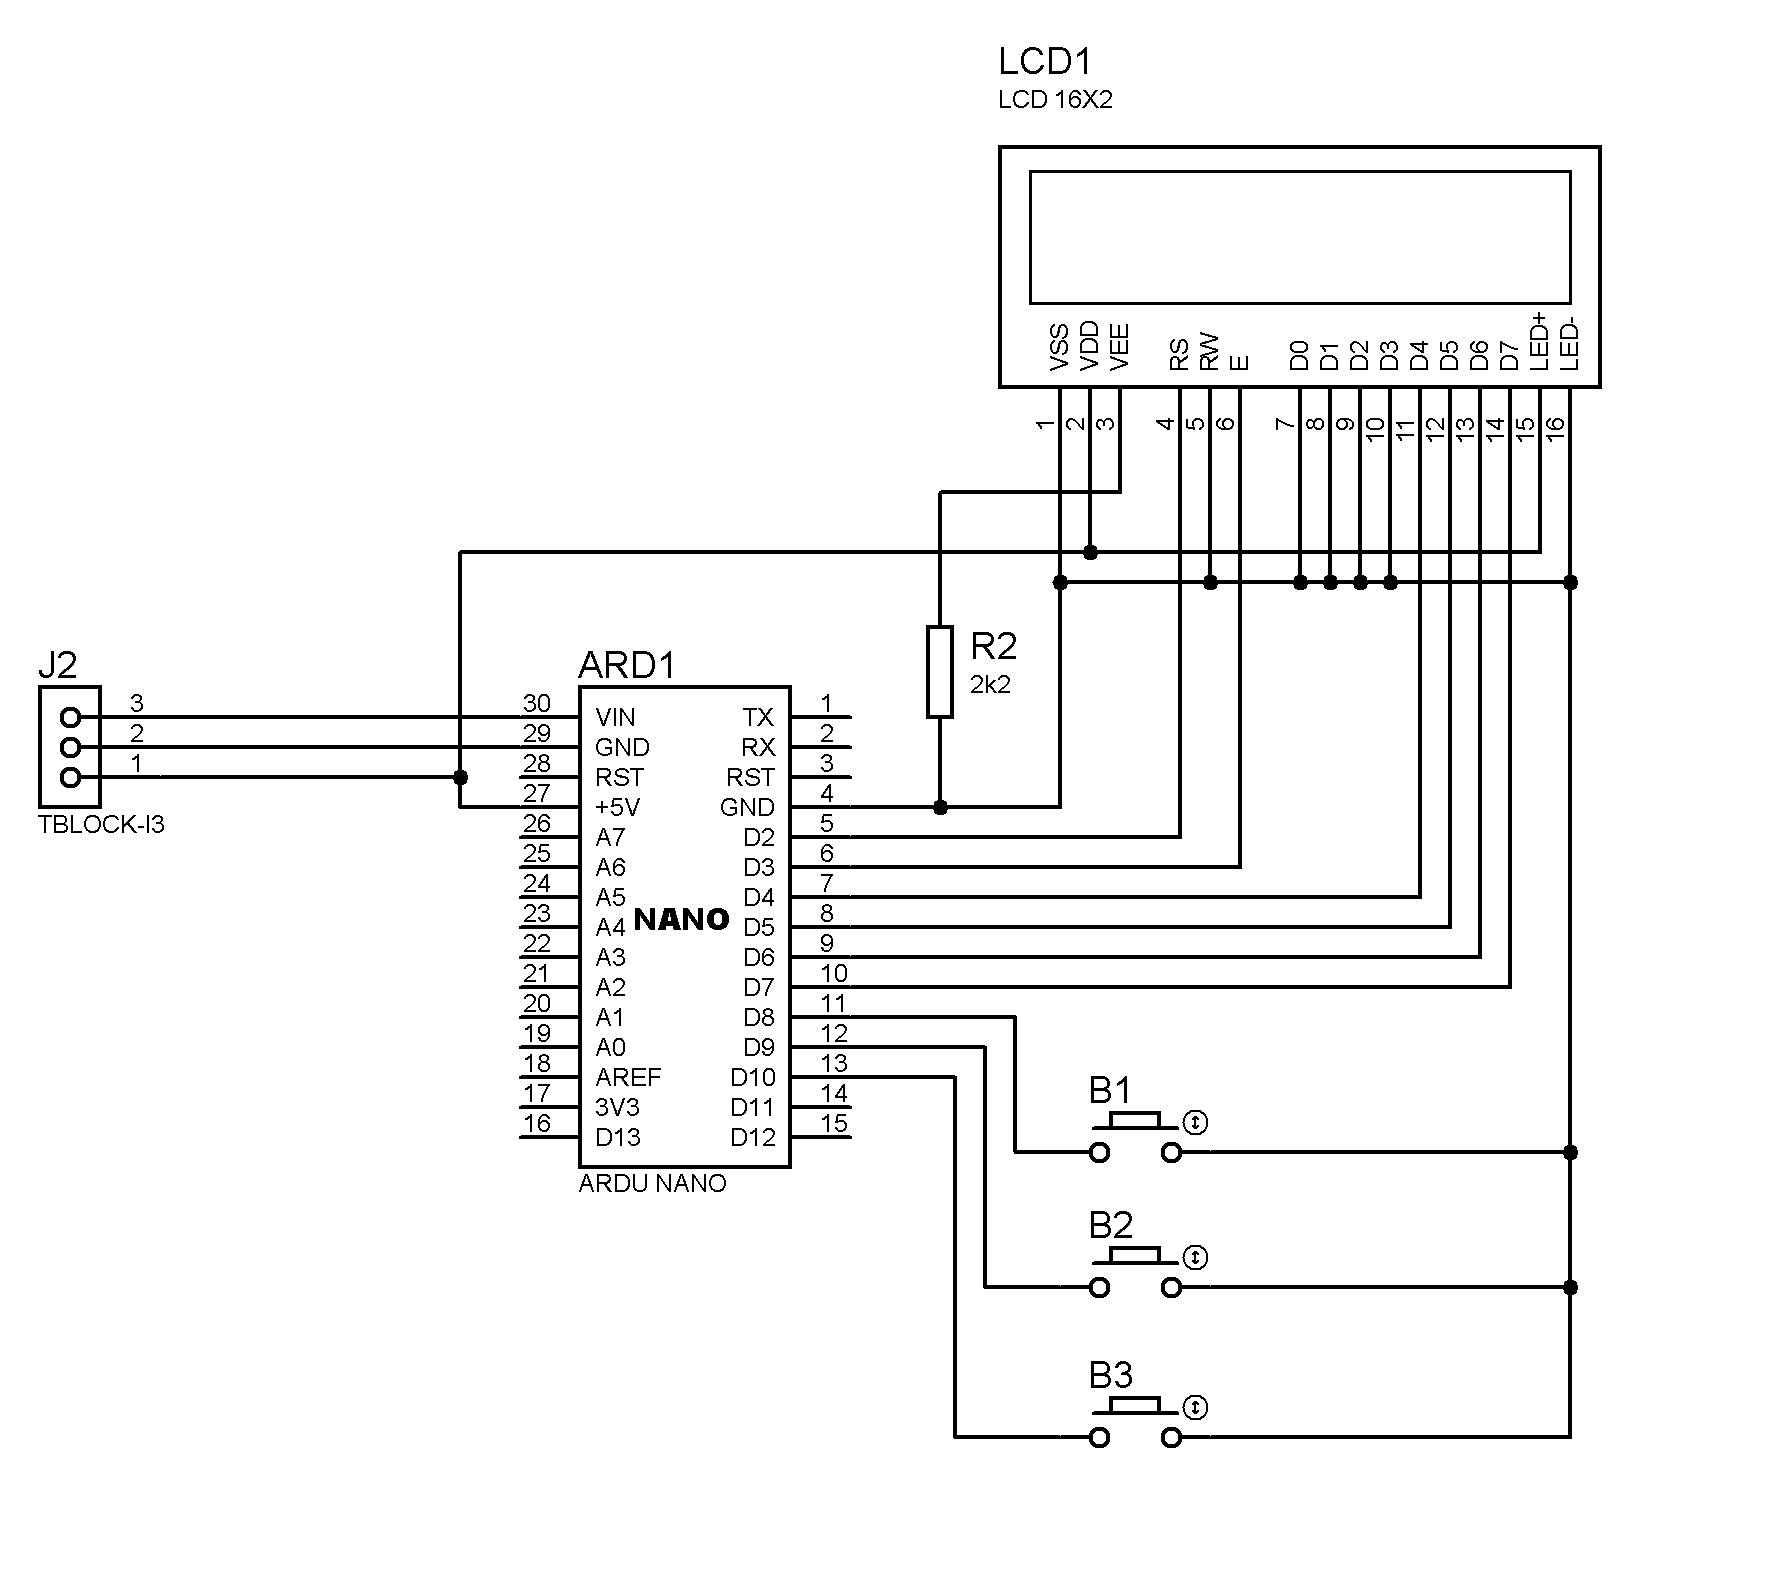 LCD1
LCD 16X2
VSS VDD VEE RS RW E D0 D1 D2 D3 D4 D5 D6 D7 LED+ LED-
1 2 3 4 5 6 7 8 9 10 11 12 13 14 15 16
R2
2k2
J2
3
2
1
TBLOCK-I3
ARD1
30 VIN TX 1
29 GND RX 2
28 RST RST 3
27 +5V GND 4
26 A7 D2 5
25 A6 D3 6
24 A5 D4 7
23 A4 D5 8
NANO
22 A3 D6 9
21 A2 D7 10
20 A1 D8 11
19 A0 D9 12
18 AREF D10 13
17 3V3 D11 14
16 D13 D12 15
ARDU NANO
B1
B2
B3